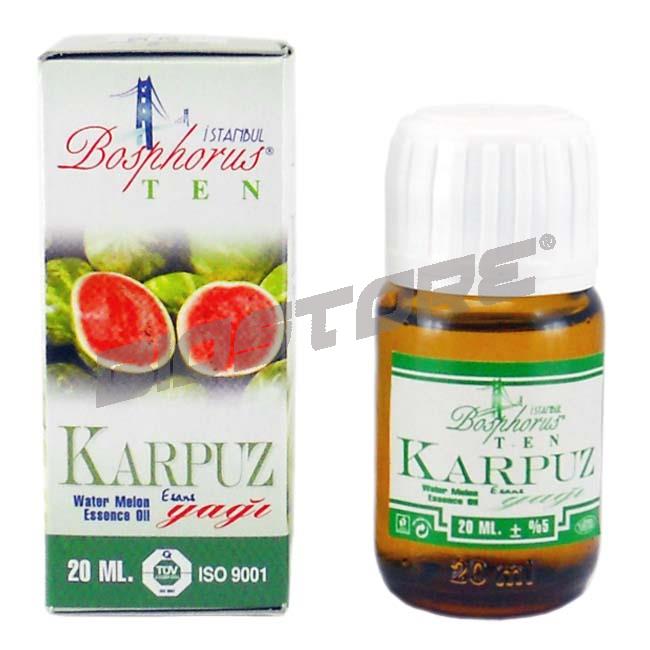 İSTANBUL
Bosphorus®
TEN
KARPUZ
Water Melon Esans
Essence Oil yağı
20 ML. TÜV ISO 9001
İSTANBUL
Bosphorus®
TEN
KARPUZ
Water Melon Esans
Essence Oil yağı
20 ML. ± %5
20 ml